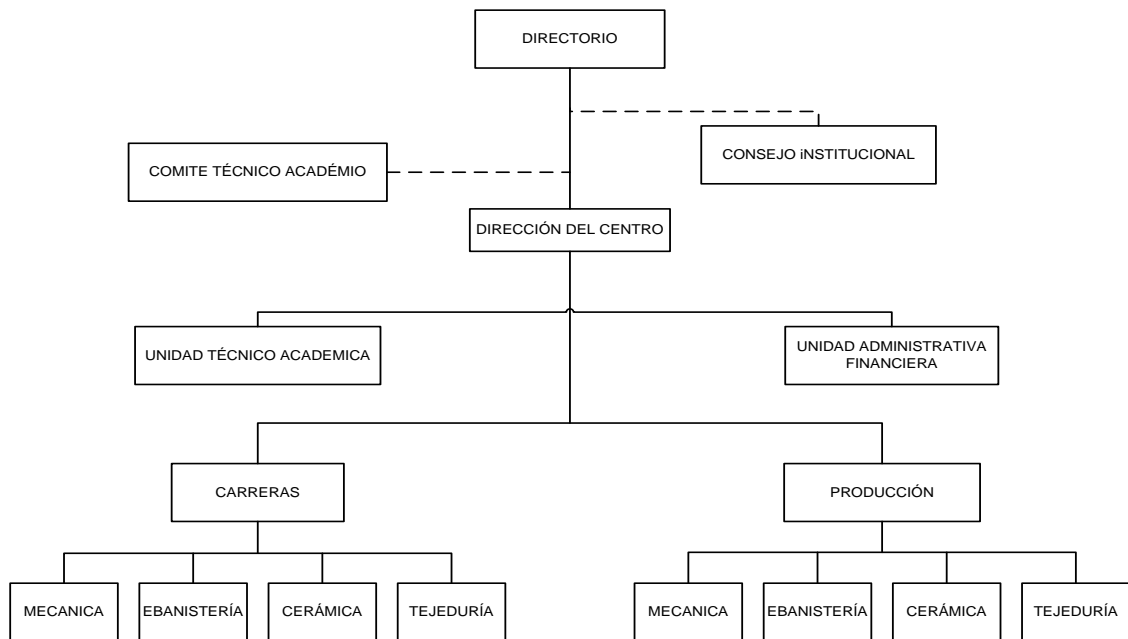 DIRECTORIO
CONSEJO iNSTITUCIONAL
COMITE TÉCNICO ACADÉMIO
DIRECCIÓN DEL CENTRO
UNIDAD TÉCNICO ACADEMICA
UNIDAD ADMINISTRATIVA
FINANCIERA
CARRERAS
PRODUCCIÓN
MECANICA
EBANISTERÍA
CERÁMICA
TEJEDURÍA
MECANICA
EBANISTERÍA
CERÁMICA
TEJEDURÍA